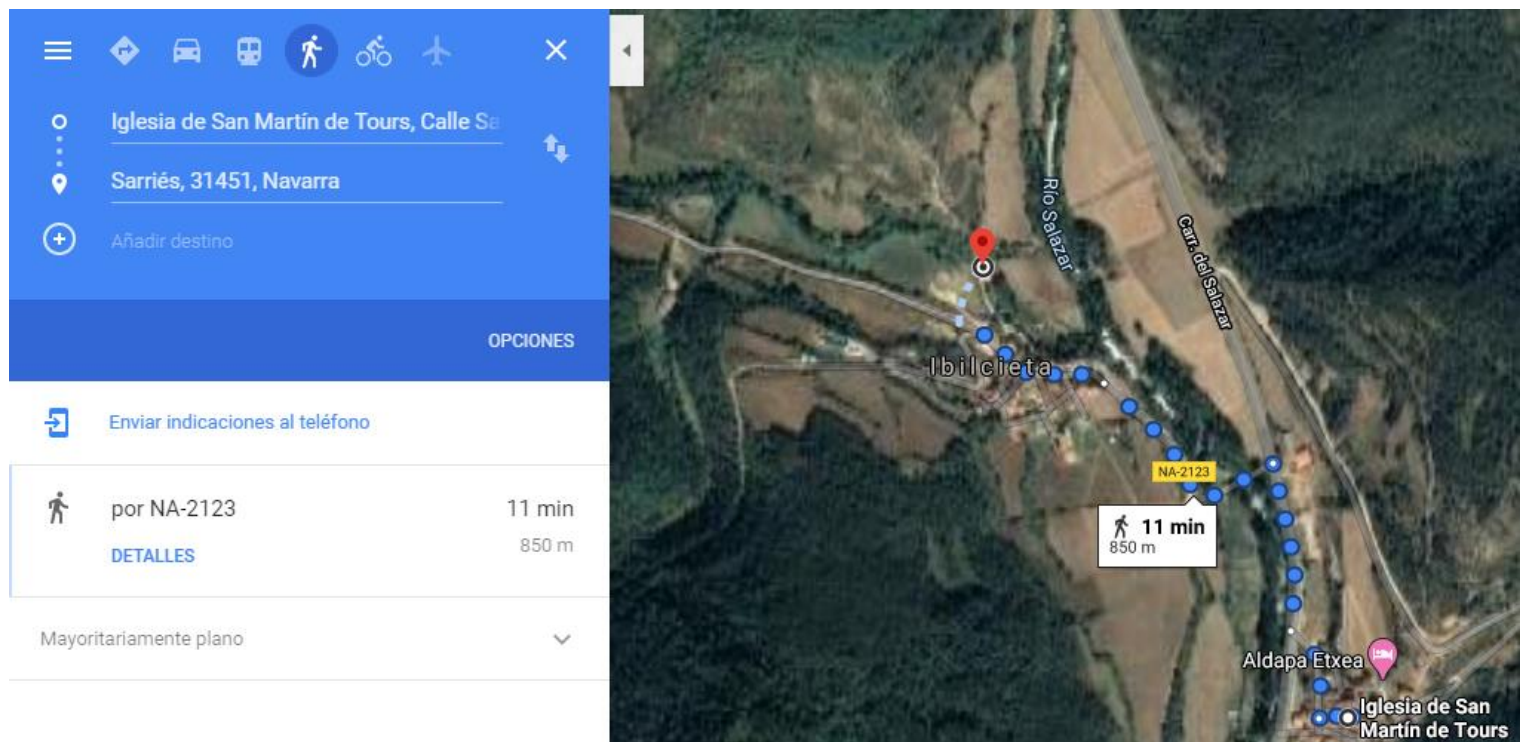 Iglesia de San Martín de Tours, Calle Sa
Sarriés, 31451, Navarra
Añadir destino
OPCIONES
Enviar indicaciones al teléfono
por NA-2123
11 min
DETALLES
850 m
Mayoritariamente plano
Río Salazar
Carr. del Salazar
Ibilcieta
NA-2123
11 min
850 m
Aldapa Etxea
Iglesia de San
Martín de Tours